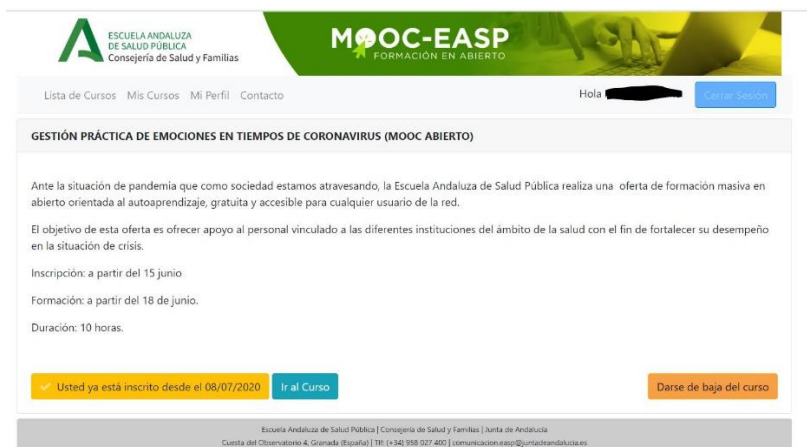 ESCUELA ANDALUZA
DE SALUD PÚBLICA
Consejería de Salud y Familias
MOOC-EASP
FORMACIÓN EN ABIERTO
Lista de Cursos Mis Cursos Mi Perfil Contacto
Hola
Cerrar Sesión
GESTIÓN PRÁCTICA DE EMOCIONES EN TIEMPOS DE CORONAVIRUS (MOOC ABIERTO)
Ante la situación de pandemia que como sociedad estamos atravesando, la Escuela Andaluza de Salud Pública realiza una oferta de formación masiva en
abierto orientada al autoaprendizaje, gratuita y accesible para cualquier usuario de la red.
El objetivo de esta oferta es ofrecer apoyo al personal vinculado a las diferentes instituciones del ámbito de la salud con el fin de fortalecer su desempeño
en la situación de crisis.
Inscripción: a partir del 15 junio
Formación: a partir del 18 de junio.
Duración: 10 horas.
Usted ya está inscrito desde el 08/07/2020
Ir al Curso
Darse de baja del curso
Escuela Andaluza de Salud Pública | Consejería de Salud y Familias | Junta de Andalucía
Cuesta del Observatorio 4, Granada (España) | Tlf: (+34) 958 027 400 | comunicacion.easp@juntadeandalucia.es